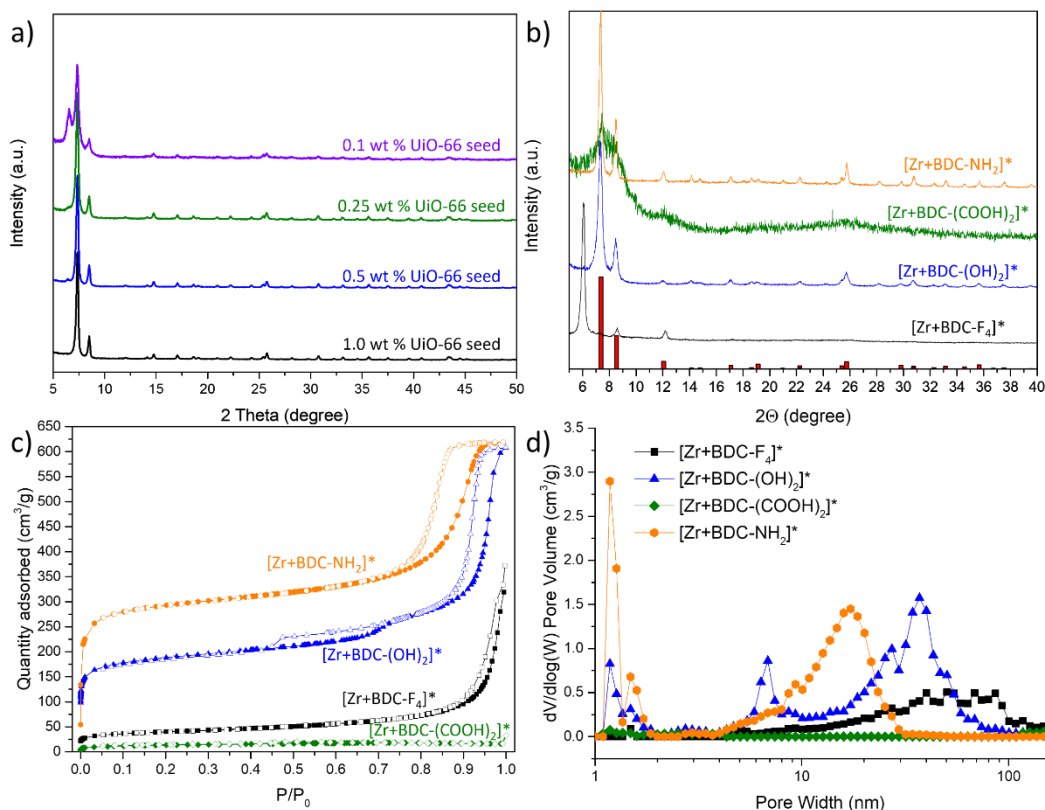 a)
Intensity (a.u.)
0.1 wt % UiO-66 seed
0.25 wt % UiO-66 seed
0.5 wt % UiO-66 seed
1.0 wt % UiO-66 seed
5 10 15 20 25 30 35 40 45 50
2 Theta (degree)
b)
Intensity (a.u.)
[Zr+BDC-NH₂]*
[Zr+BDC-(COOH)₂]*
[Zr+BDC-(OH)₂]*
[Zr+BDC-F₄]*
6 8 10 12 14 16 18 20 22 24 26 28 30 32 34 36 38 40
2Θ (degree)
c)
Quantity adsorbed (cm³/g)
650
600
550
500
450
400
350
300
250
200
150
100
50
0
[Zr+BDC-NH₂]*
[Zr+BDC-(OH)₂]*
[Zr+BDC-F₄]*
[Zr+BDC-(COOH)₂]*
0.0 0.1 0.2 0.3 0.4 0.5 0.6 0.7 0.8 0.9 1.0
P/P₀
d)
dV/dlog(W) Pore Volume (cm³/g)
3.5
3.0
2.5
2.0
1.5
1.0
0.5
0.0
[Zr+BDC-F₄]*
[Zr+BDC-(OH)₂]*
[Zr+BDC-(COOH)₂]*
[Zr+BDC-NH₂]*
1 10 100
Pore Width (nm)